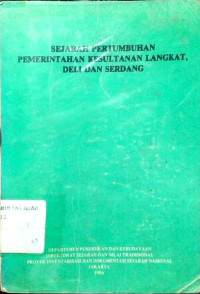 SEJARAH PERTUMBUHAN
PEMERINTAHAN KESULTANAN LANGKAT,
DELI DAN SERDANG
DEPARTEMEN PENDIDIKAN DAN KEBUDAYAAN
DIREKTORAT SEJARAH DAN NILAI TRADISIONAL
PROYEK INVENTARISASI DAN DOKUMENTASI SEJARAH NASIONAL
JAKARTA